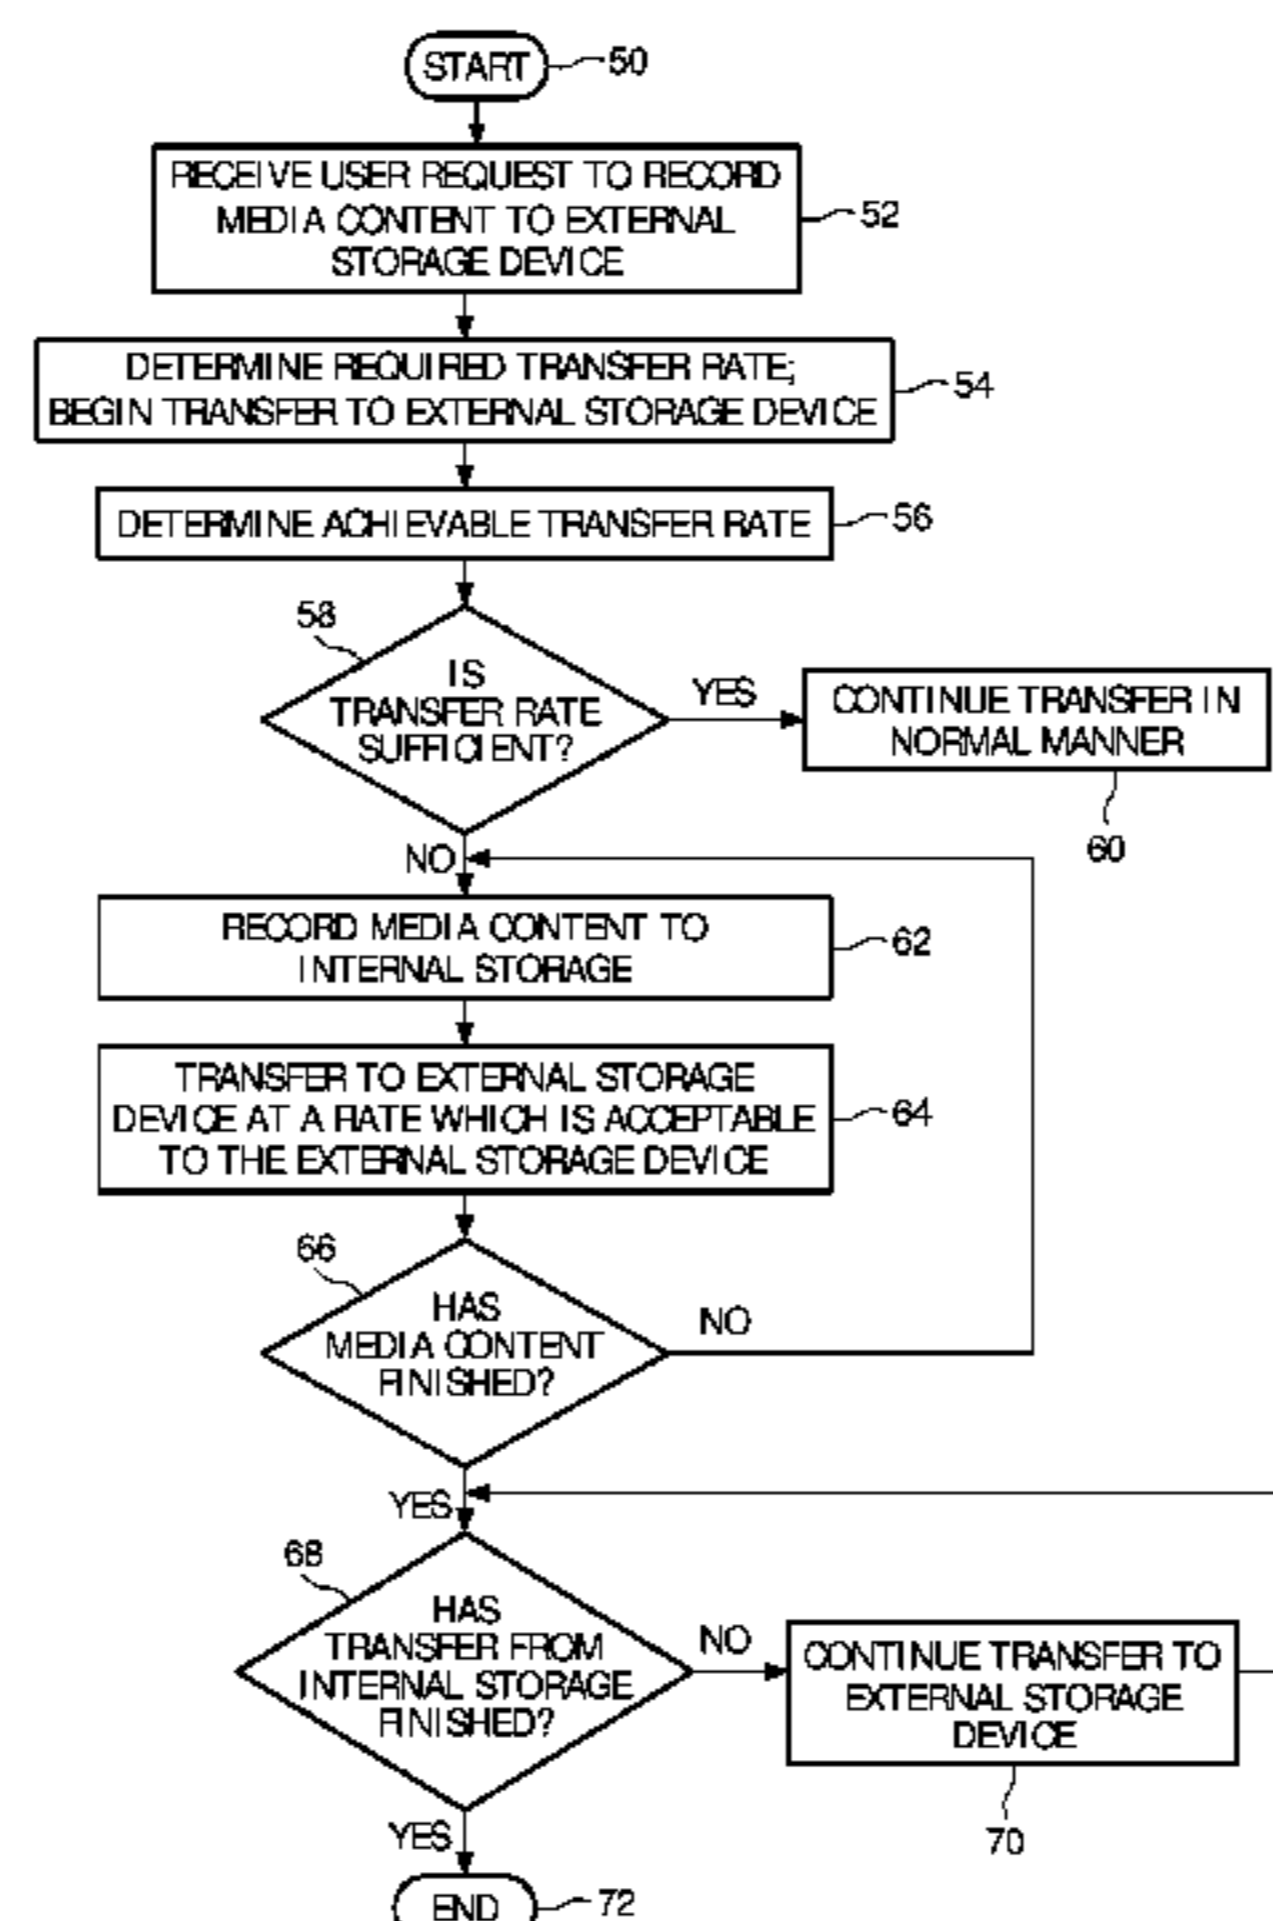 START
50
RECEIVE USER REQUEST TO RECORD
MEDIA CONTENT TO EXTERNAL
STORAGE DEVICE
52
DETERMINE REQUIRED TRANSFER RATE;
BEGIN TRANSFER TO EXTERNAL STORAGE DEVICE
54
DETERMINE ACHIEVABLE TRANSFER RATE
56
58
IS
TRANSFER RATE
SUFFICIENT?
YES
CONTINUE TRANSFER IN
NORMAL MANNER
60
NO
RECORD MEDIA CONTENT TO
INTERNAL STORAGE
62
TRANSFER TO EXTERNAL STORAGE
DEVICE AT A RATE WHICH IS ACCEPTABLE
TO THE EXTERNAL STORAGE DEVICE
64
66
HAS
MEDIA CONTENT
FINISHED?
NO
YES
68
HAS
TRANSFER FROM
INTERNAL STORAGE
FINISHED?
NO
CONTINUE TRANSFER TO
EXTERNAL STORAGE
DEVICE
70
YES
END
72